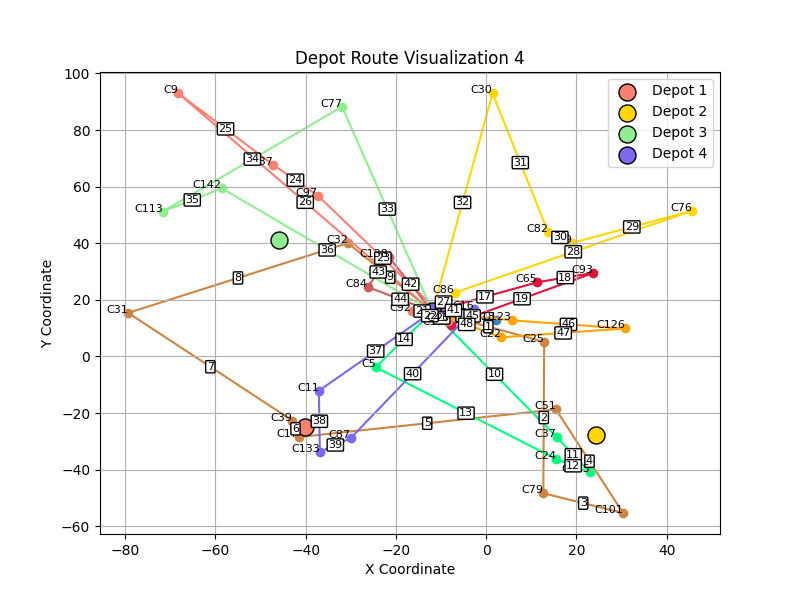 Depot Route Visualization 4
Y Coordinate
100
80
60
40
20
0
−20
−40
−60
−80
−60
−40
−20
0
20
40
X Coordinate
Depot 1
Depot 2
Depot 3
Depot 4
C9
C77
C30
25
34
31
24
C97
26
C142
C113
35
33
32
C76
29
C82
30
28
C32
36
8
9
43
42
C84
44
C93
C65
18
17
19
C86
27
C31
C92
41
45
48
1
C22
46
47
C126
C25
14
37
C5
10
40
7
C11
13
C51
2
C39
6
38
5
C87
39
C133
C37
11
12
4
C24
C79
3
C101